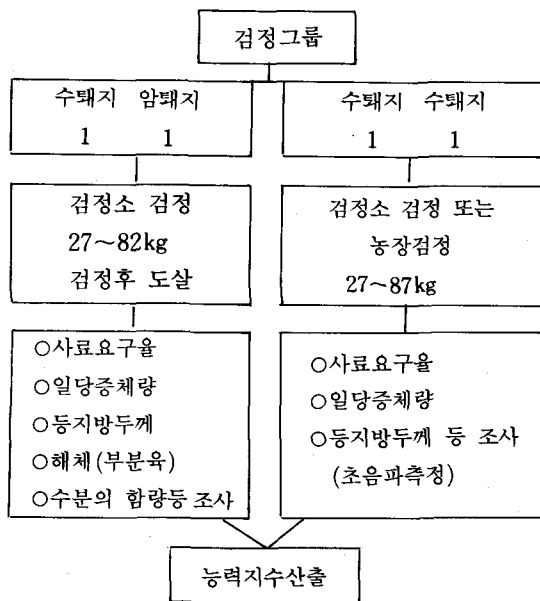 검정그룹
수퇘지 암퇘지
1 1
검정소 검정
27~82kg
검정후 도살
○사료요구율
○일당증체량
○등지방두께
○해체(부분육)
○수분의 함량등 조사
수퇘지 수퇘지
1 1
검정소 검정 또는
농장검정
27~87kg
○사료요구율
○일당증체량
○등지방두께 등 조사
(초음파측정)
능력지수산출